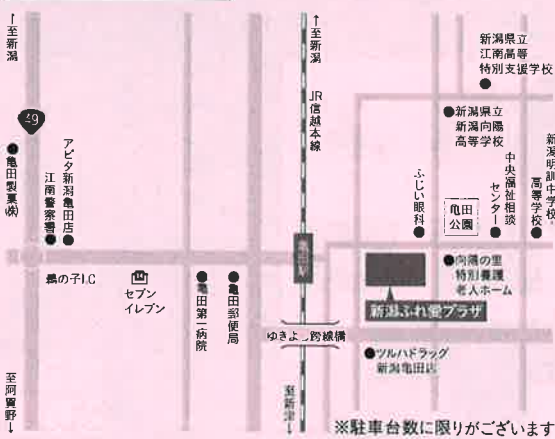 ↑至新潟
↑至新潟
JR信越本線
新潟県立
江南高等
特別支援学校
49
新潟県立
新潟向陽
高等学校
亀田製菓㈱
アピタ新潟亀田店
江南警察署
ふじい眼科
亀田
公園
中央福祉相談
センター
新潟明訓中学校・
高等学校
亀田駅
向陽の里
特別養護
老人ホーム
新潟ふれ愛プラザ
鵜の子I.C
セブン
イレブン
亀田第一病院
亀田郵便局
ゆきよし跨線橋
ツルハドラッグ
新潟亀田店
至阿賀野↓
至新津↓
※駐車台数に限りがございます